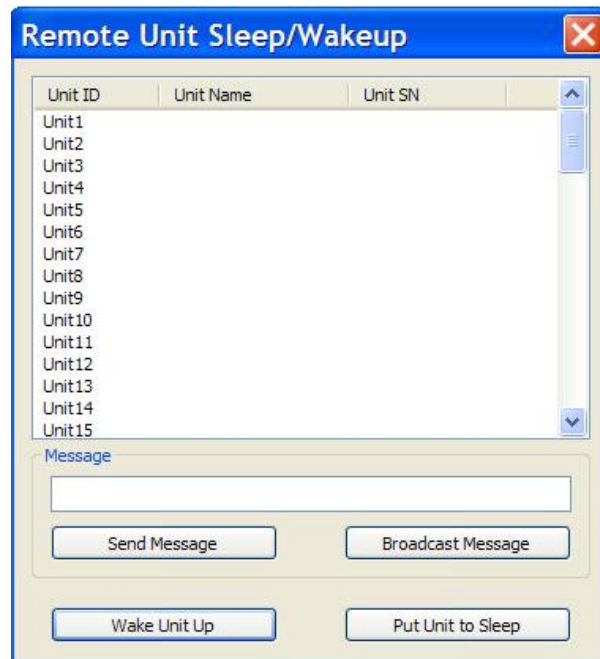 Remote Unit Sleep/Wakeup
Unit ID Unit Name Unit SN
Unit1
Unit2
Unit3
Unit4
Unit5
Unit6
Unit7
Unit8
Unit9
Unit10
Unit11
Unit12
Unit13
Unit14
Unit15
Message
Send Message Broadcast Message
Wake Unit Up Put Unit to Sleep